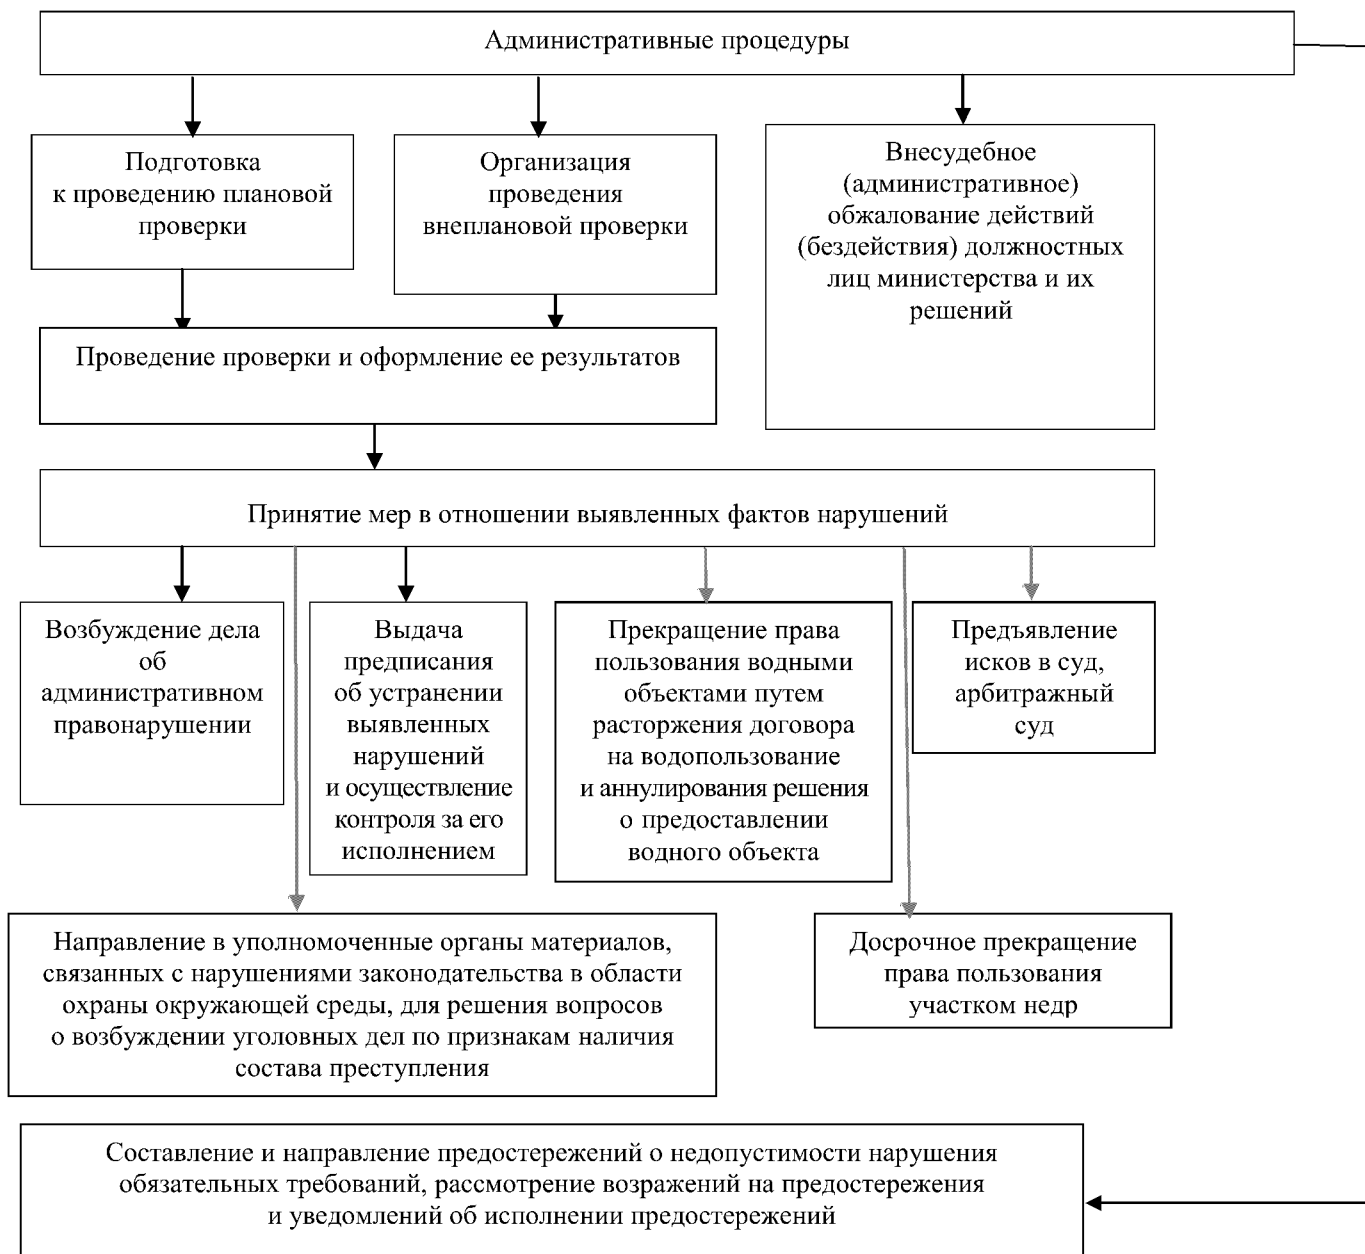 Административные процедуры
Подготовка
к проведению плановой
проверки
Организация
проведения
внеплановой проверки
Внесудебное
(административное)
обжалование действий
(бездействия) должностных
лиц министерства и их
решений
Проведение проверки и оформление ее результатов
Принятие мер в отношении выявленных фактов нарушений
Возбуждение дела
об
административном
правонарушении
Выдача
предписания
об устранении
выявленных
нарушений
и осуществление
контроля за его
исполнением
Прекращение права
пользования водными
объектами путем
расторжения договора
на водопользование
и аннулирования решения
о предоставлении
водного объекта
Предъявление
исков в суд,
арбитражный
суд
Направление в уполномоченные органы материалов,
связанных с нарушениями законодательства в области
охраны окружающей среды, для решения вопросов
о возбуждении уголовных дел по признакам наличия
состава преступления
Досрочное прекращение
права пользования
участком недр
Составление и направление предостережений о недопустимости нарушения
обязательных требований, рассмотрение возражений на предостережения
и уведомлений об исполнении предостережений